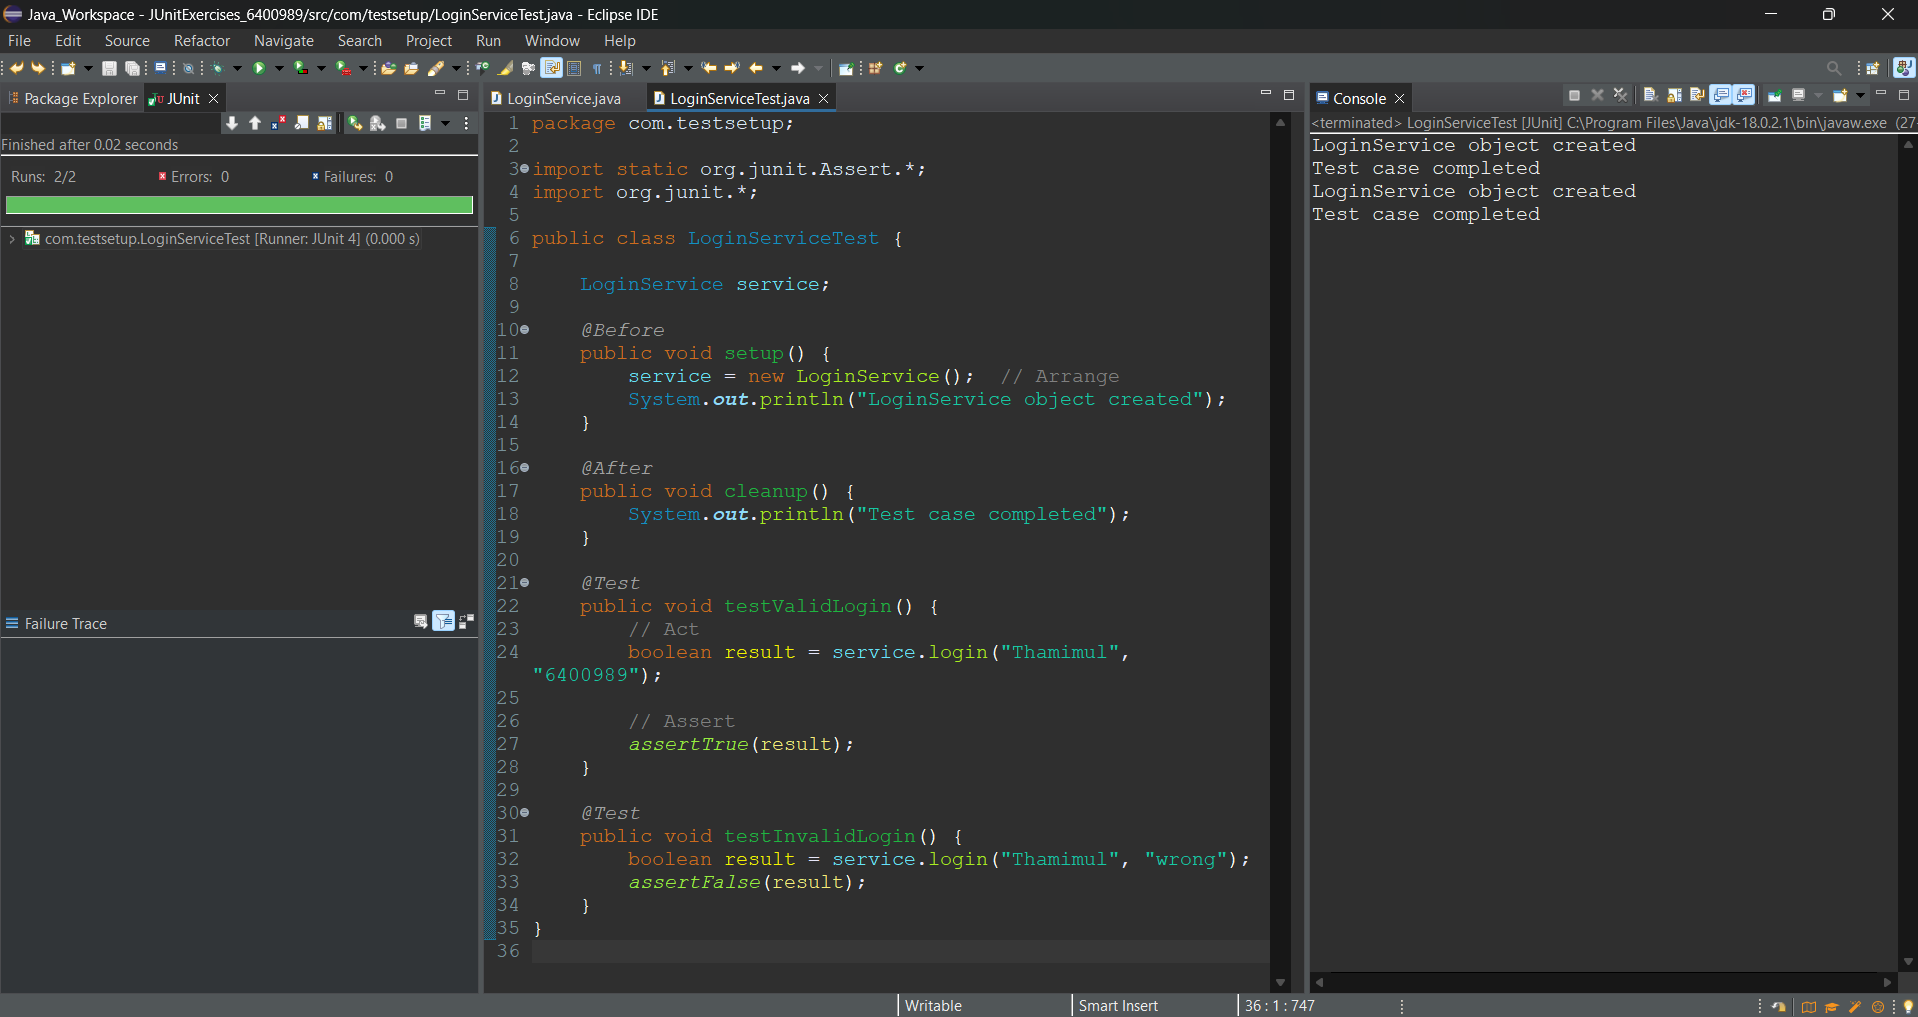 Java_Workspace - JUnitExercises_6400989/src/com/testsetup/LoginServiceTest.java - Eclipse IDE
File Edit Source Refactor Navigate Search Project Run Window Help
Package Explorer JUnit
Finished after 0.02 seconds
Runs: 2/2 Errors: 0 Failures: 0
com.testsetup.LoginServiceTest [Runner: JUnit 4] (0.000 s)
Failure Trace
LoginService.java LoginServiceTest.java
1 package com.testsetup;
2
3 import static org.junit.Assert.*;
4 import org.junit.*;
5
6 public class LoginServiceTest {
7
8     LoginService service;
9
10     @Before
11     public void setup() {
12         service = new LoginService();  // Arrange
13         System.out.println("LoginService object created");
14     }
15
16     @After
17     public void cleanup() {
18         System.out.println("Test case completed");
19     }
20
21     @Test
22     public void testValidLogin() {
23         // Act
24         boolean result = service.login("Thamimul",
"6400989");
25
26         // Assert
27         assertTrue(result);
28     }
29
30     @Test
31     public void testInvalidLogin() {
32         boolean result = service.login("Thamimul", "wrong");
33         assertFalse(result);
34     }
35 }
36
Console
<terminated> LoginServiceTest [JUnit] C:\Program Files\Java\jdk-18.0.2.1\bin\javaw.exe (27
LoginService object created
Test case completed
LoginService object created
Test case completed
Writable Smart Insert 36 : 1 : 747